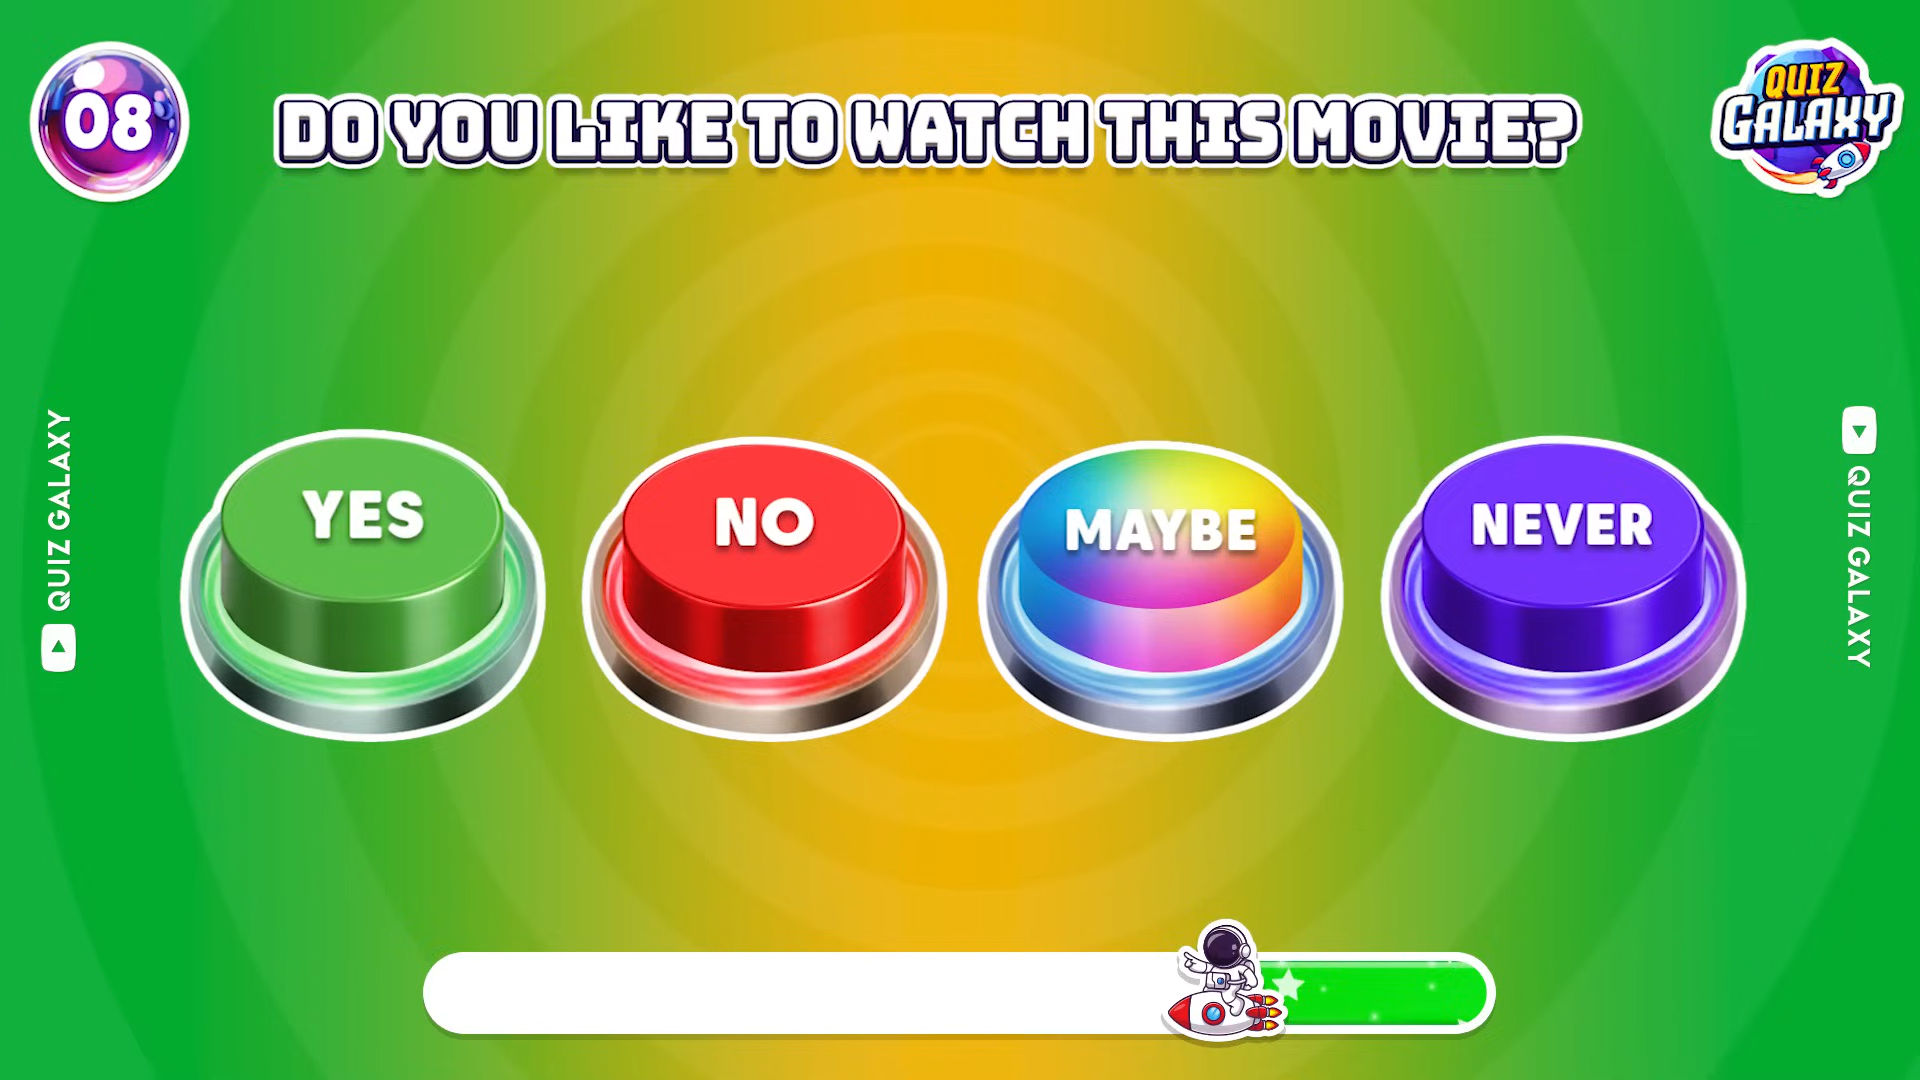 08
DO YOU LIKE TO WATCH THIS MOVIE?
QUIZ
GALAXY
QUIZ GALAXY
YES
NO
MAYBE
NEVER
QUIZ GALAXY